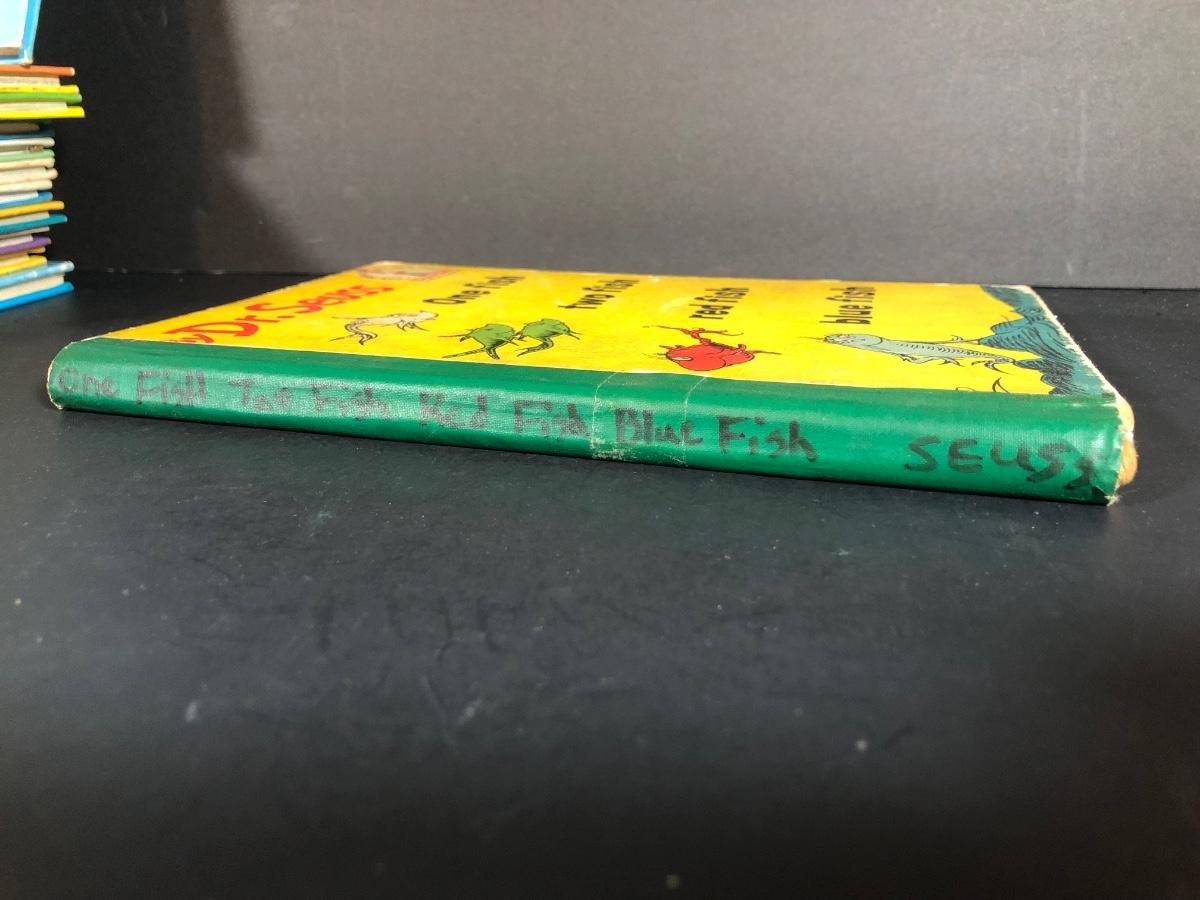 One Fish Two Fish Red Fish Blue Fish SEUSS
Dr. Seuss
One fish
two fish
red fish
blue fish